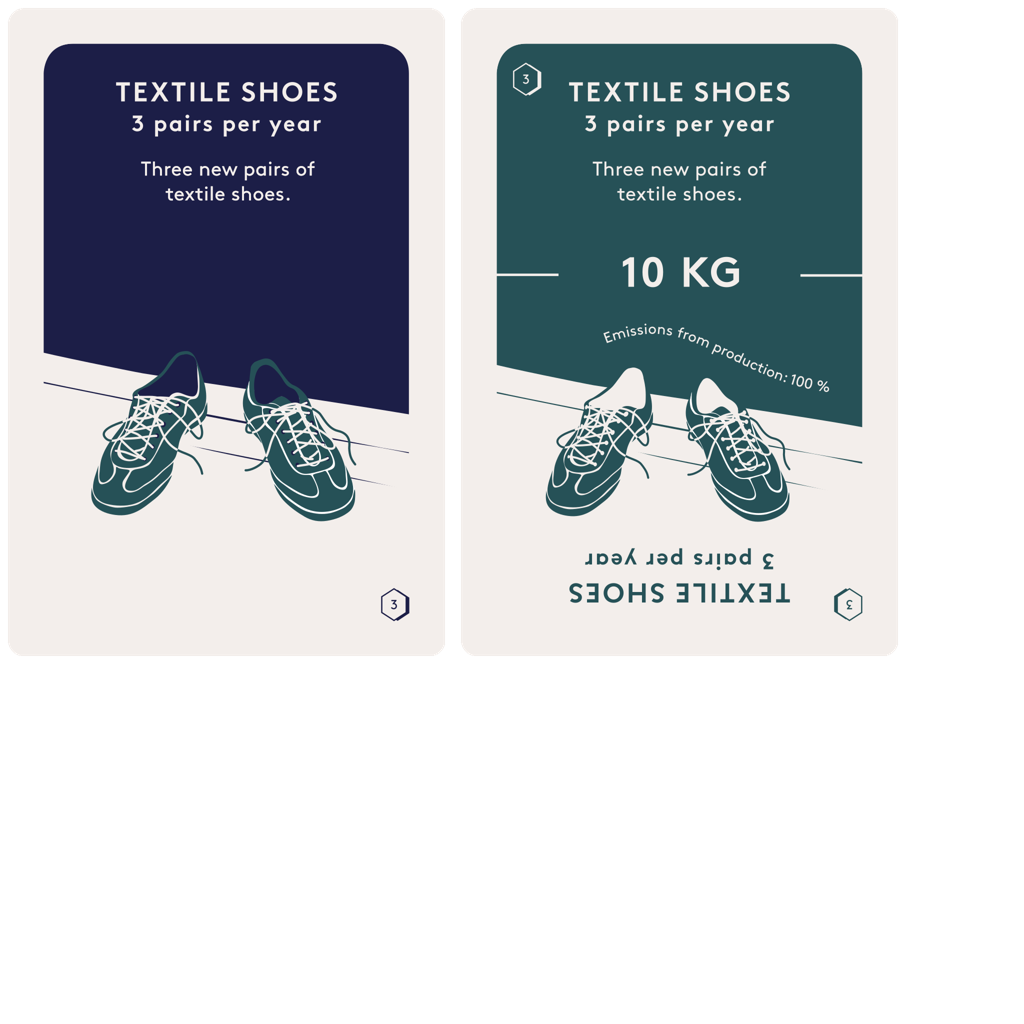 TEXTILE SHOES
3 pairs per year
Three new pairs of
textile shoes.
3
3
TEXTILE SHOES
3 pairs per year
Three new pairs of
textile shoes.
10 KG
Emissions from production: 100 %
TEXTILE SHOES
3 pairs per year
3